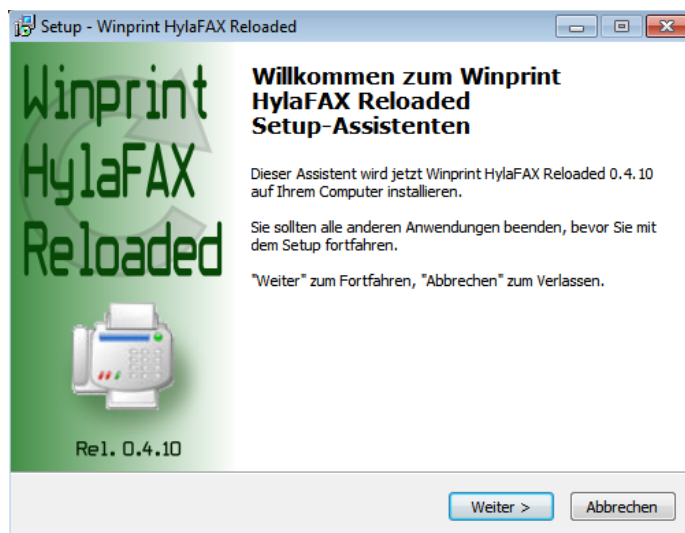 Setup - Winprint HylaFAX Reloaded
Winprint
HylaFAX
Reloaded
Rel. 0.4.10
Willkommen zum Winprint
HylaFAX Reloaded
Setup-Assistenten
Dieser Assistent wird jetzt Winprint HylaFAX Reloaded 0.4.10
auf Ihrem Computer installieren.
Sie sollten alle anderen Anwendungen beenden, bevor Sie mit
dem Setup fortfahren.
"Weiter" zum Fortfahren, "Abbrechen" zum Verlassen.
Weiter >
Abbrechen